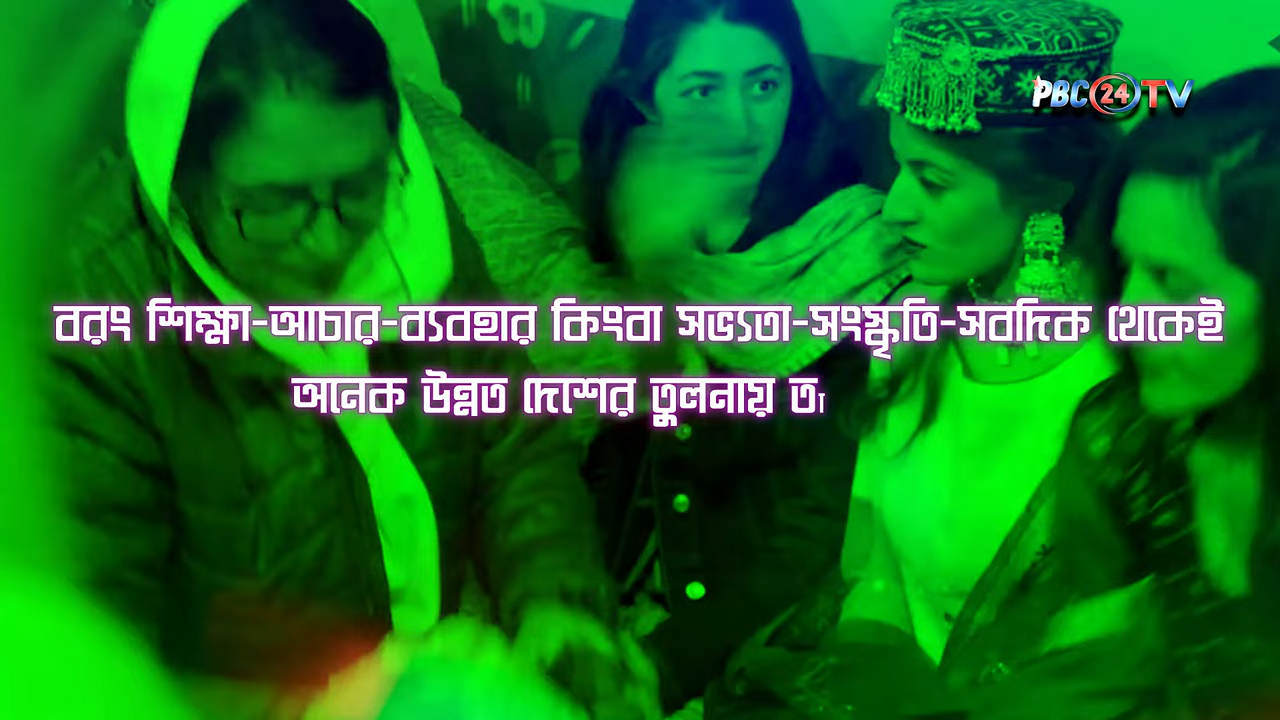 PBC 24 TV
বরং শিক্ষা-আচার-ব্যবহার কিংবা সভ্যতা-সংস্কৃতি-সবদিক থেকেই
অনেক উন্নত দেশের তুলনায় তা